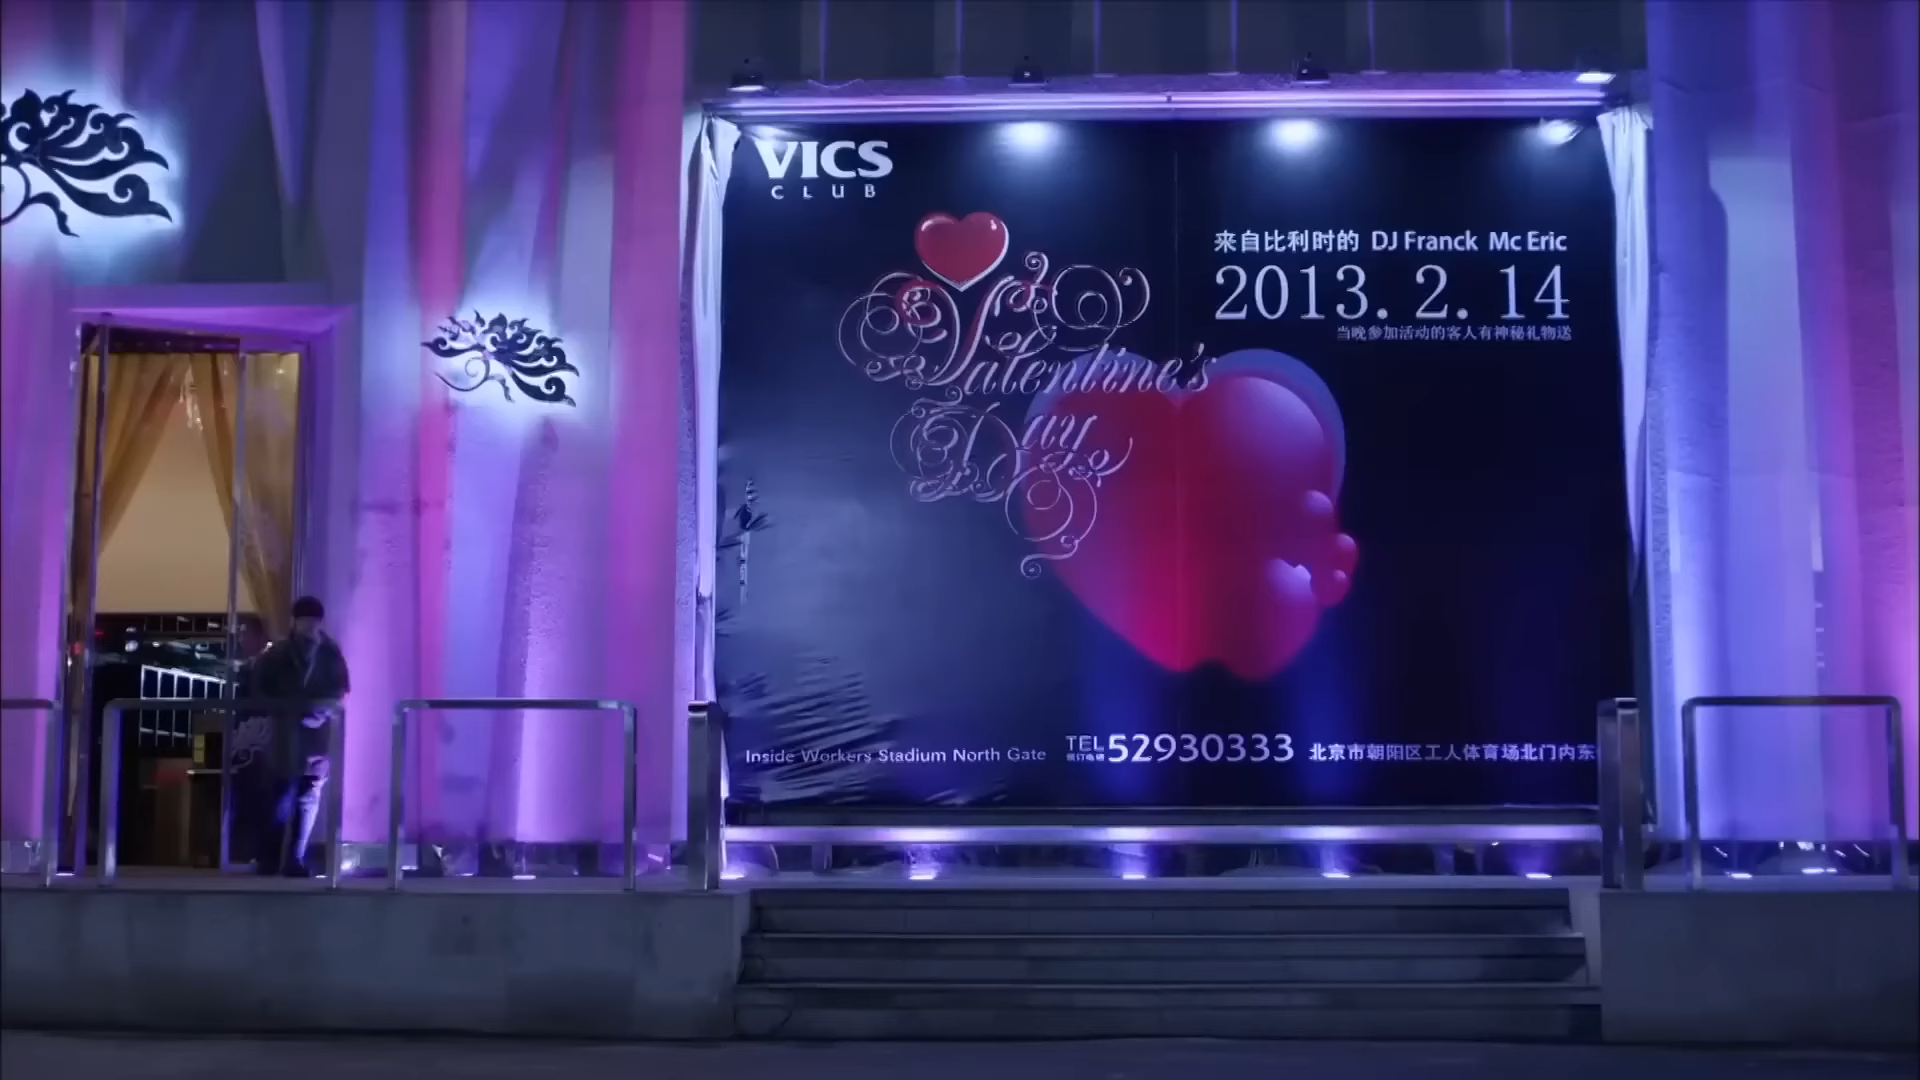 VICS
CLUB
来自比利时的 DJ Franck Mc Eric
2013. 2. 14
当晚参加活动的客人有神秘礼物送
Valentine's
Day
Inside Workers Stadium North Gate TEL 52930333 北京市朝阳区工人体育场北门内东